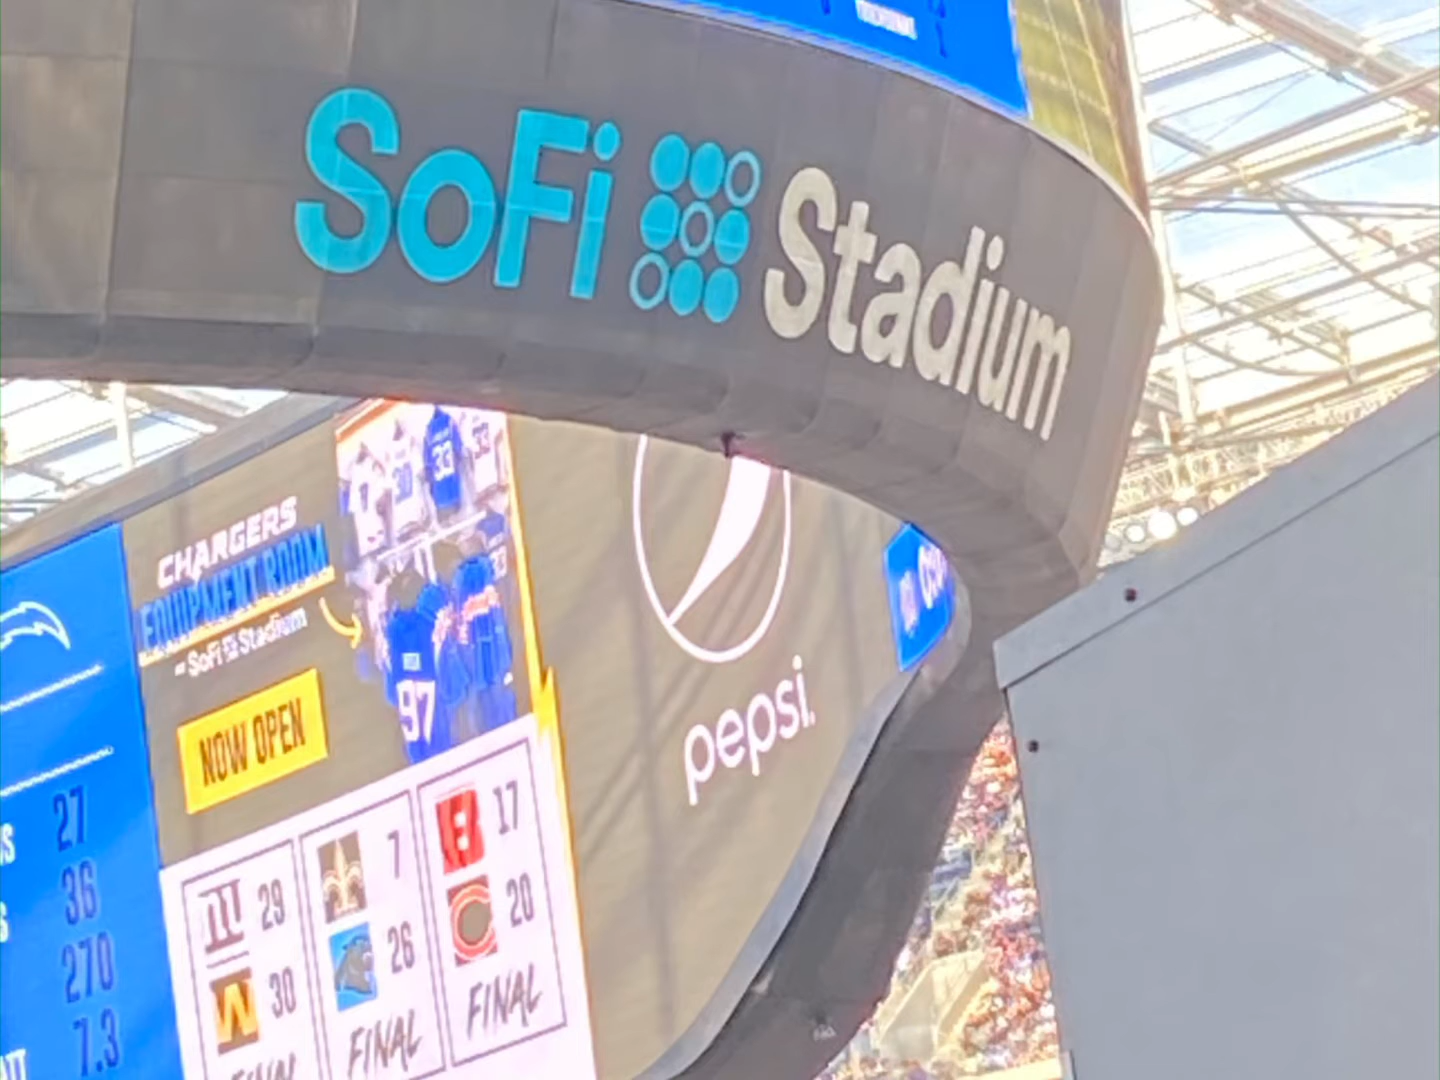 SoFi Stadium
CHARGERS
EQUIPMENT ROOM
SoFi Stadium
NOW OPEN
30
33
33
97
pepsi.
27
36
270
7.3
29
30
7
26
FINAL
17
20
FINAL